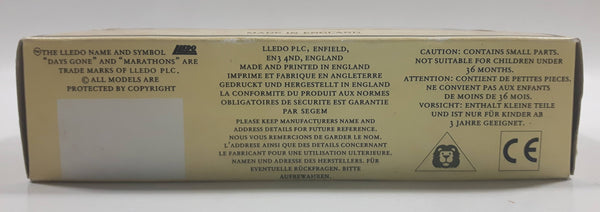 MADE IN ENGLAND
THE LLEDO NAME AND SYMBOL
"DAYS GONE" AND "MARATHONS" ARE
TRADE MARKS OF LLEDO PLC.
© ALL MODELS ARE
PROTECTED BY COPYRIGHT
LLEDO
LLEDO PLC, ENFIELD,
EN3 4ND, ENGLAND
MADE AND PRINTED IN ENGLAND
IMPRIME ET FABRIQUE EN ANGLETERRE
GEDRUCKT UND HERGESTELLT IN ENGLAND
LA CONFORMITE DU PRODUIT AUX NORMES
OBLIGATOIRES DE SECURITE EST GARANTIE
PAR SEGEM
PLEASE KEEP MANUFACTURERS NAME AND
ADDRESS DETAILS FOR FUTURE REFERENCE.
NOUS VOUS REMERCIONS DE GARDER LE NOM,
L'ADRESSE AINSI QUE DES DETAILS CONCERNANT
LE FABRICANT POUR UNE UTILISATION ULTERIEURE.
NAMEN UND ADRESSE DES HERSTELLERS. FÜR
EVENTUELLE RÜCKFRAGEN. BITTE
AUFBEWAHREN.
CAUTION: CONTAINS SMALL PARTS.
NOT SUITABLE FOR CHILDREN UNDER
36 MONTHS.
ATTENTION: CONTIENT DE PETITES PIECES.
NE CONVIENT PAS AUX ENFANTS
DE MOINS DE 36 MOIS.
VORSICHT: ENTHALT KLEINE TEILE
UND IST NUR FÜR KINDER AB
3 JAHRE GEEIGNET.
CE